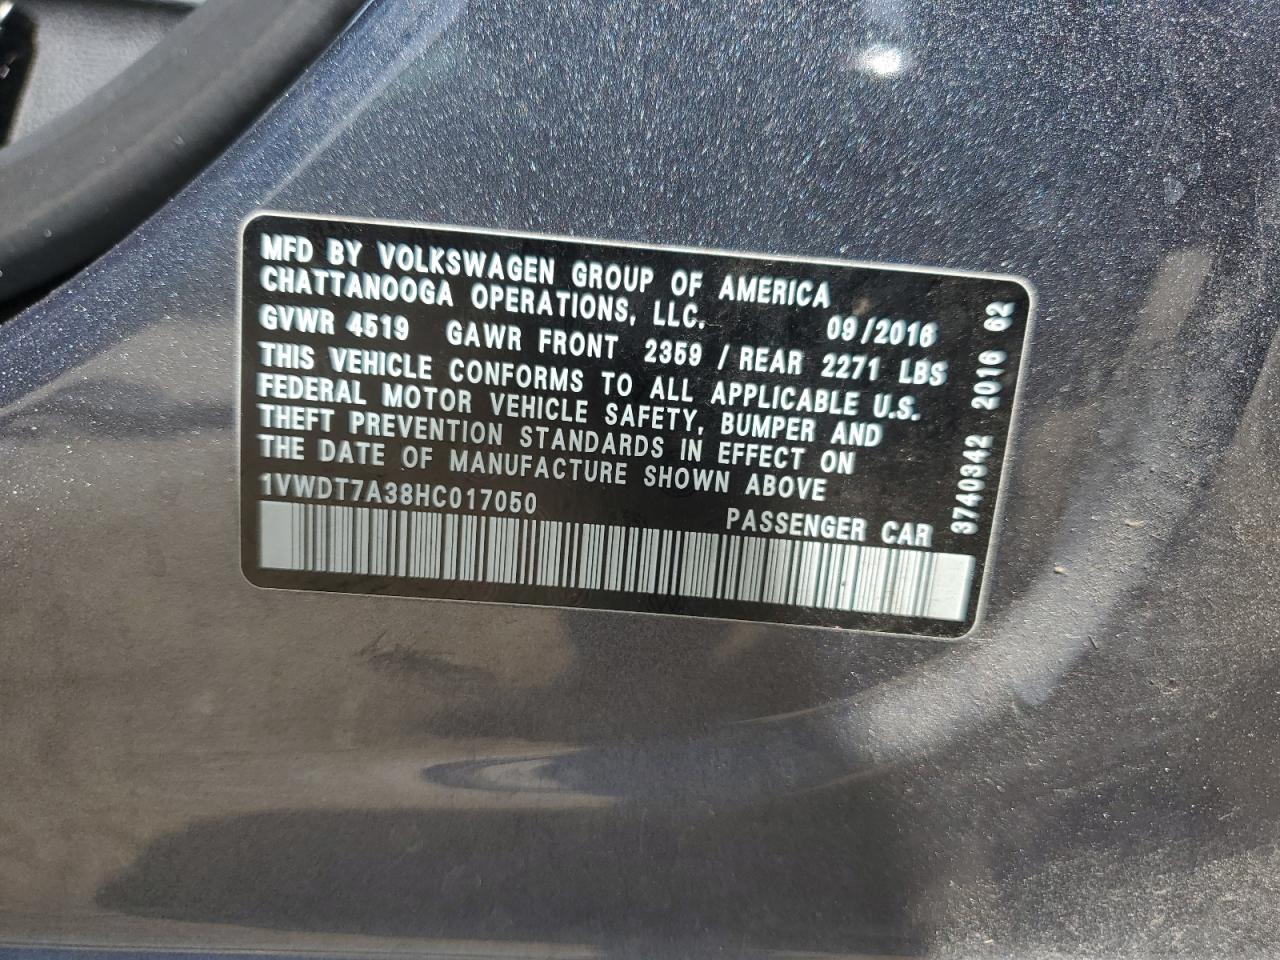 MFD BY VOLKSWAGEN GROUP OF AMERICA
CHATTANOOGA OPERATIONS, LLC.
09/2016
GVWR 4519 GAWR FRONT 2359 / REAR 2271 LBS
THIS VEHICLE CONFORMS TO ALL APPLICABLE U.S.
FEDERAL MOTOR VEHICLE SAFETY, BUMPER AND
THEFT PREVENTION STANDARDS IN EFFECT ON
THE DATE OF MANUFACTURE SHOWN ABOVE
1VWDT7A38HC017050
PASSENGER CAR
3740342 2016 62